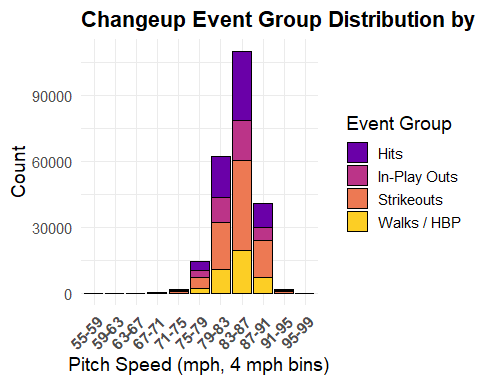 Changeup Event Group Distribution by
Count
90000
60000
30000
0
55-59
59-63
63-67
67-71
71-75
75-79
79-83
83-87
87-91
91-95
95-99
Pitch Speed (mph, 4 mph bins)
Event Group
Hits
In-Play Outs
Strikeouts
Walks / HBP